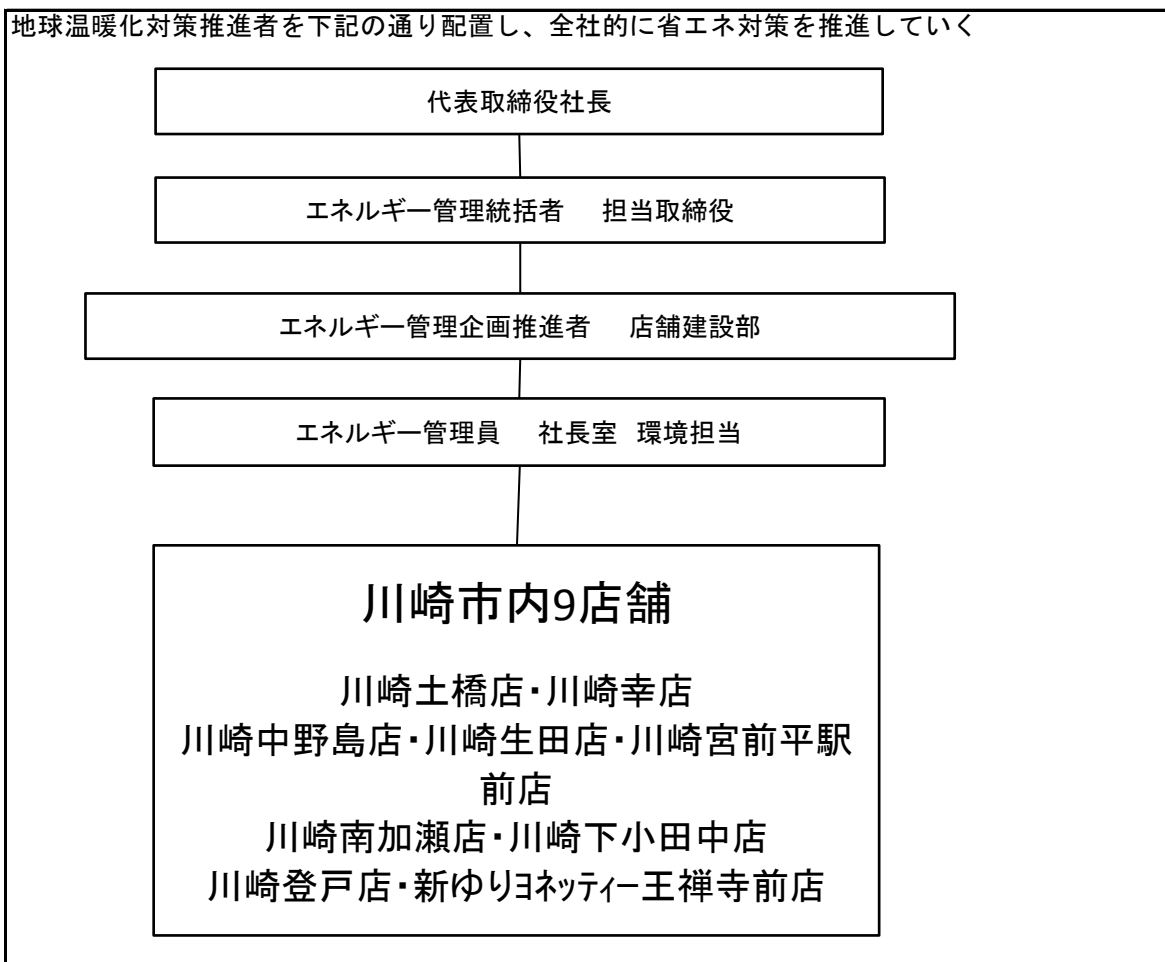 地球温暖化対策推進者を下記の通り配置し、全社的に省エネ対策を推進していく
代表取締役社長
エネルギー管理統括者　担当取締役
エネルギー管理企画推進者　店舗建設部
エネルギー管理員　社長室 環境担当
川崎市内9店舗
川崎土橋店・川崎幸店
川崎中野島店・川崎生田店・川崎宮前平駅
前店
川崎南加瀬店・川崎下小田中店
川崎登戸店・新ゆりﾖﾈｯﾃｨｰ王禅寺前店